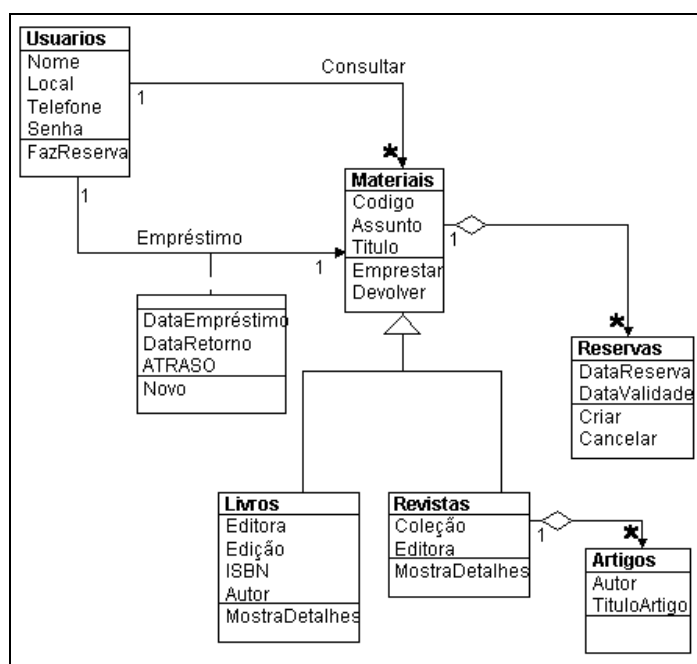 Usuarios
Nome
Local
Telefone
Senha
FazReserva
Consultar
1
*
1
Materiais
Codigo
Assunto
Titulo
Emprestar
Devolver
Empréstimo
1
1
*
DataEmpréstimo
DataRetorno
ATRASO
Novo
Reservas
DataReserva
DataValidade
Criar
Cancelar
Livros
Editora
Edição
ISBN
Autor
MostraDetalhes
Revistas
Coleção
Editora
MostraDetalhes
1
*
Artigos
Autor
TituloArtigo